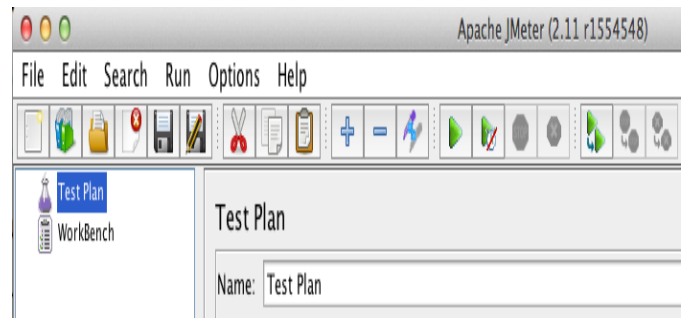 Apache JMeter (2.11 r1554548)
File Edit Search Run Options Help
Test Plan
WorkBench
Test Plan
Name: Test Plan